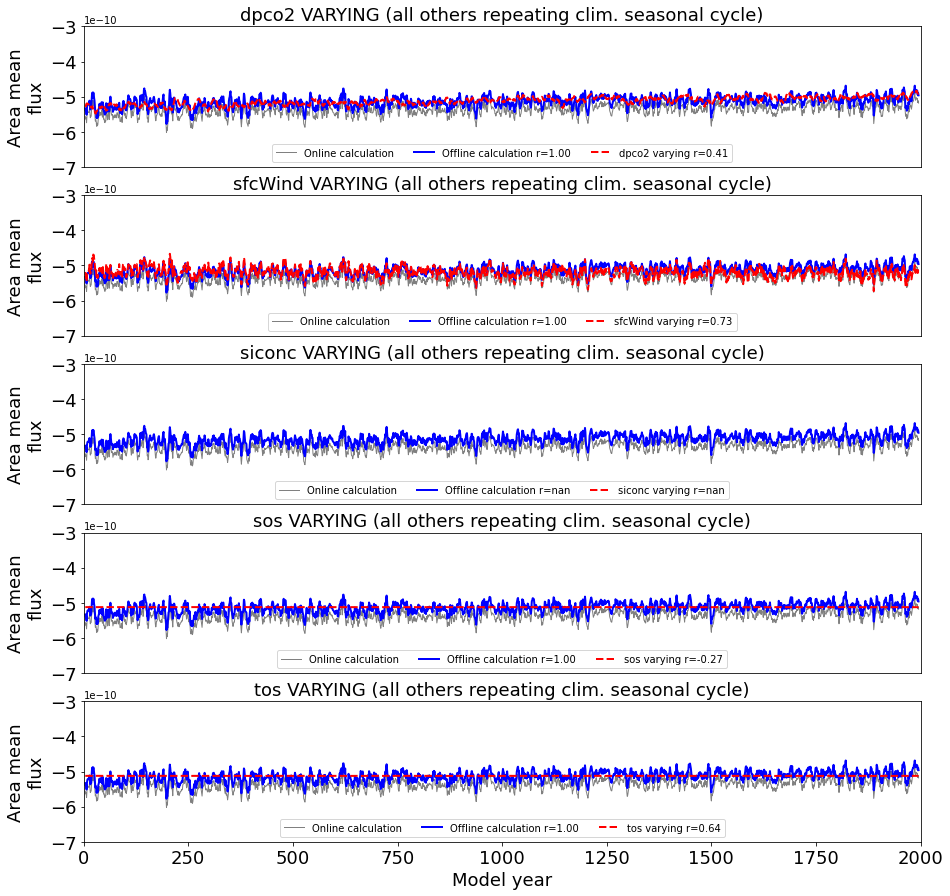 dpco2 VARYING (all others repeating clim. seasonal cycle)
1e−10
−3
−4
−5
−6
−7
Area mean
flux
Online calculation
Offline calculation r=1.00
dpco2 varying r=0.41
sfcWind VARYING (all others repeating clim. seasonal cycle)
1e−10
−3
−4
−5
−6
−7
Area mean
flux
Online calculation
Offline calculation r=1.00
sfcWind varying r=0.73
siconc VARYING (all others repeating clim. seasonal cycle)
1e−10
−3
−4
−5
−6
−7
Area mean
flux
Online calculation
Offline calculation r=nan
siconc varying r=nan
sos VARYING (all others repeating clim. seasonal cycle)
1e−10
−3
−4
−5
−6
−7
Area mean
flux
Online calculation
Offline calculation r=1.00
sos varying r=-0.27
tos VARYING (all others repeating clim. seasonal cycle)
1e−10
−3
−4
−5
−6
−7
Area mean
flux
Online calculation
Offline calculation r=1.00
tos varying r=0.64
0 250 500 750 1000 1250 1500 1750 2000
Model year